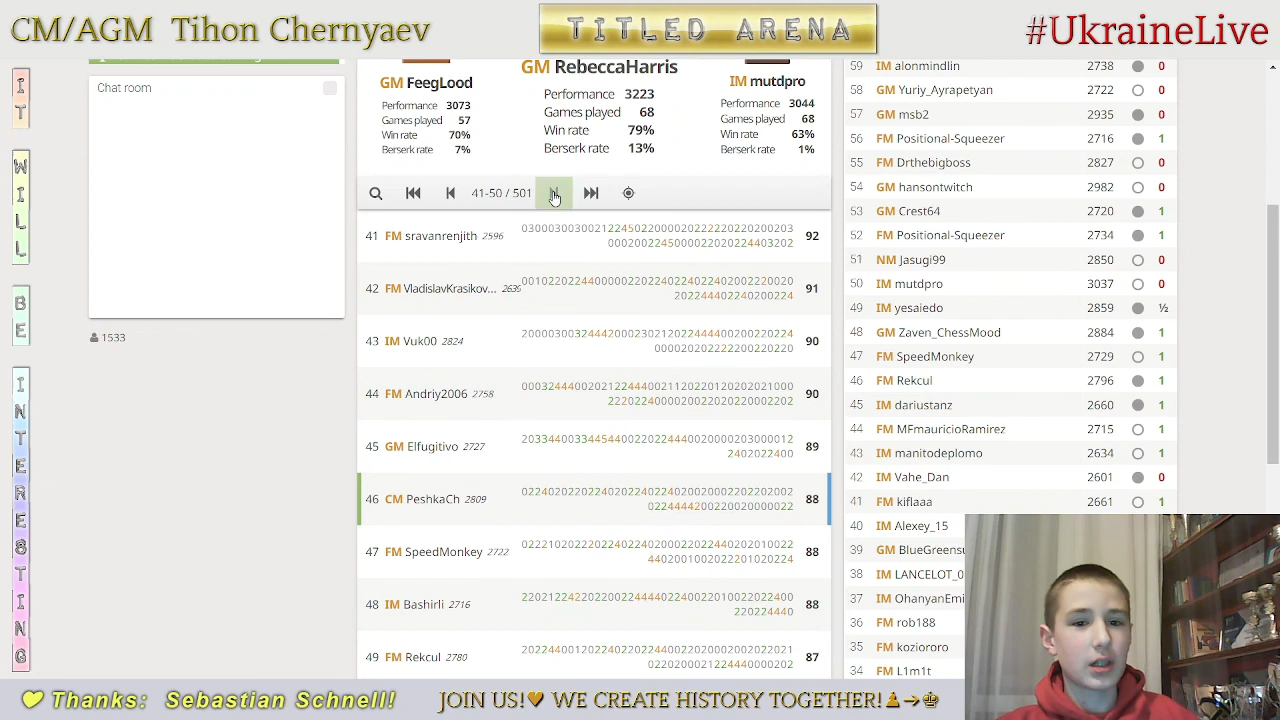 CM/AGM Tihon Chernyaev
TITLED ARENA
#UkraineLive
IT
WILL
BE
INTERESTING
Chat room
1533
GM FeegLood
Performance 3073
Games played 57
Win rate 70%
Berserk rate 7%
GM RebeccaHarris
Performance 3223
Games played 68
Win rate 79%
Berserk rate 13%
IM mutdpro
Performance 3044
Games played 68
Win rate 63%
Berserk rate 1%
41-50 / 501
41 FM sravanrenjith 2596 92
42 FM VladislavKrasikov... 2639 91
43 IM Vuk00 2824 90
44 FM Andriy2006 2758 90
45 GM Elfugitivo 2727 89
46 CM PeshkaCh 2809 88
47 FM SpeedMonkey 2722 88
48 IM Bashirli 2716 88
49 FM Rekcul 2780 87
59 IM alonmindlin 2738 0
58 GM Yuriy_Ayrapetyan 2722 0
57 GM msb2 2935 0
56 FM Positional-Squeezer 2716 1
55 FM Drthebigboss 2827 0
54 GM hansontwitch 2982 0
53 GM Crest64 2720 1
52 FM Positional-Squeezer 2734 1
51 NM Jasugi99 2850 0
50 IM mutdpro 3037 0
49 IM yesaiedo 2859 ½
48 GM Zaven_ChessMood 2884 1
47 FM SpeedMonkey 2729 1
46 FM Rekcul 2796 1
45 IM dariustanz 2660 1
44 FM MFmauricioRamirez 2715 1
43 IM manitodeplomo 2634 1
42 IM Vahe_Dan 2601 0
41 FM kiflaaa 2661 1
40 IM Alexey_15
39 GM BlueGreensu
38 IM LANCELOT_0
37 IM OhanyanEmi
36 FM rob188
35 FM koziororo
34 FM L1m1t
Thanks: Sebastian Schnell!
JOIN US! WE CREATE HISTORY TOGETHER!